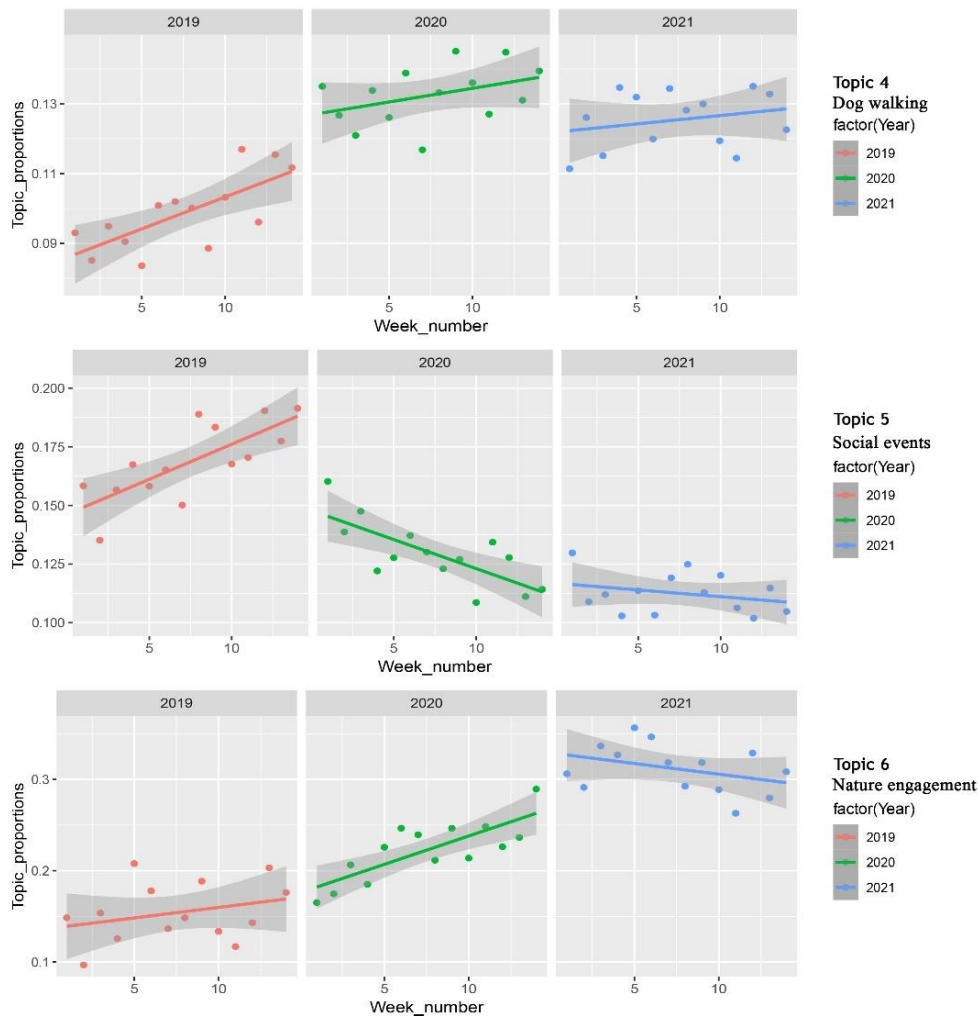 2019 2020 2021
0.13
0.11
0.09
Topic_proportions
5 10 5 10 5 10
Week_number
Topic 4
Dog walking
factor(Year)
2019
2020
2021
2019 2020 2021
0.200
0.175
0.150
0.125
0.100
Topic_proportions
5 10 5 10 5 10
Week_number
Topic 5
Social events
factor(Year)
2019
2020
2021
2019 2020 2021
0.3
0.2
0.1
Topic_proportions
5 10 5 10 5 10
Week_number
Topic 6
Nature engagement
factor(Year)
2019
2020
2021